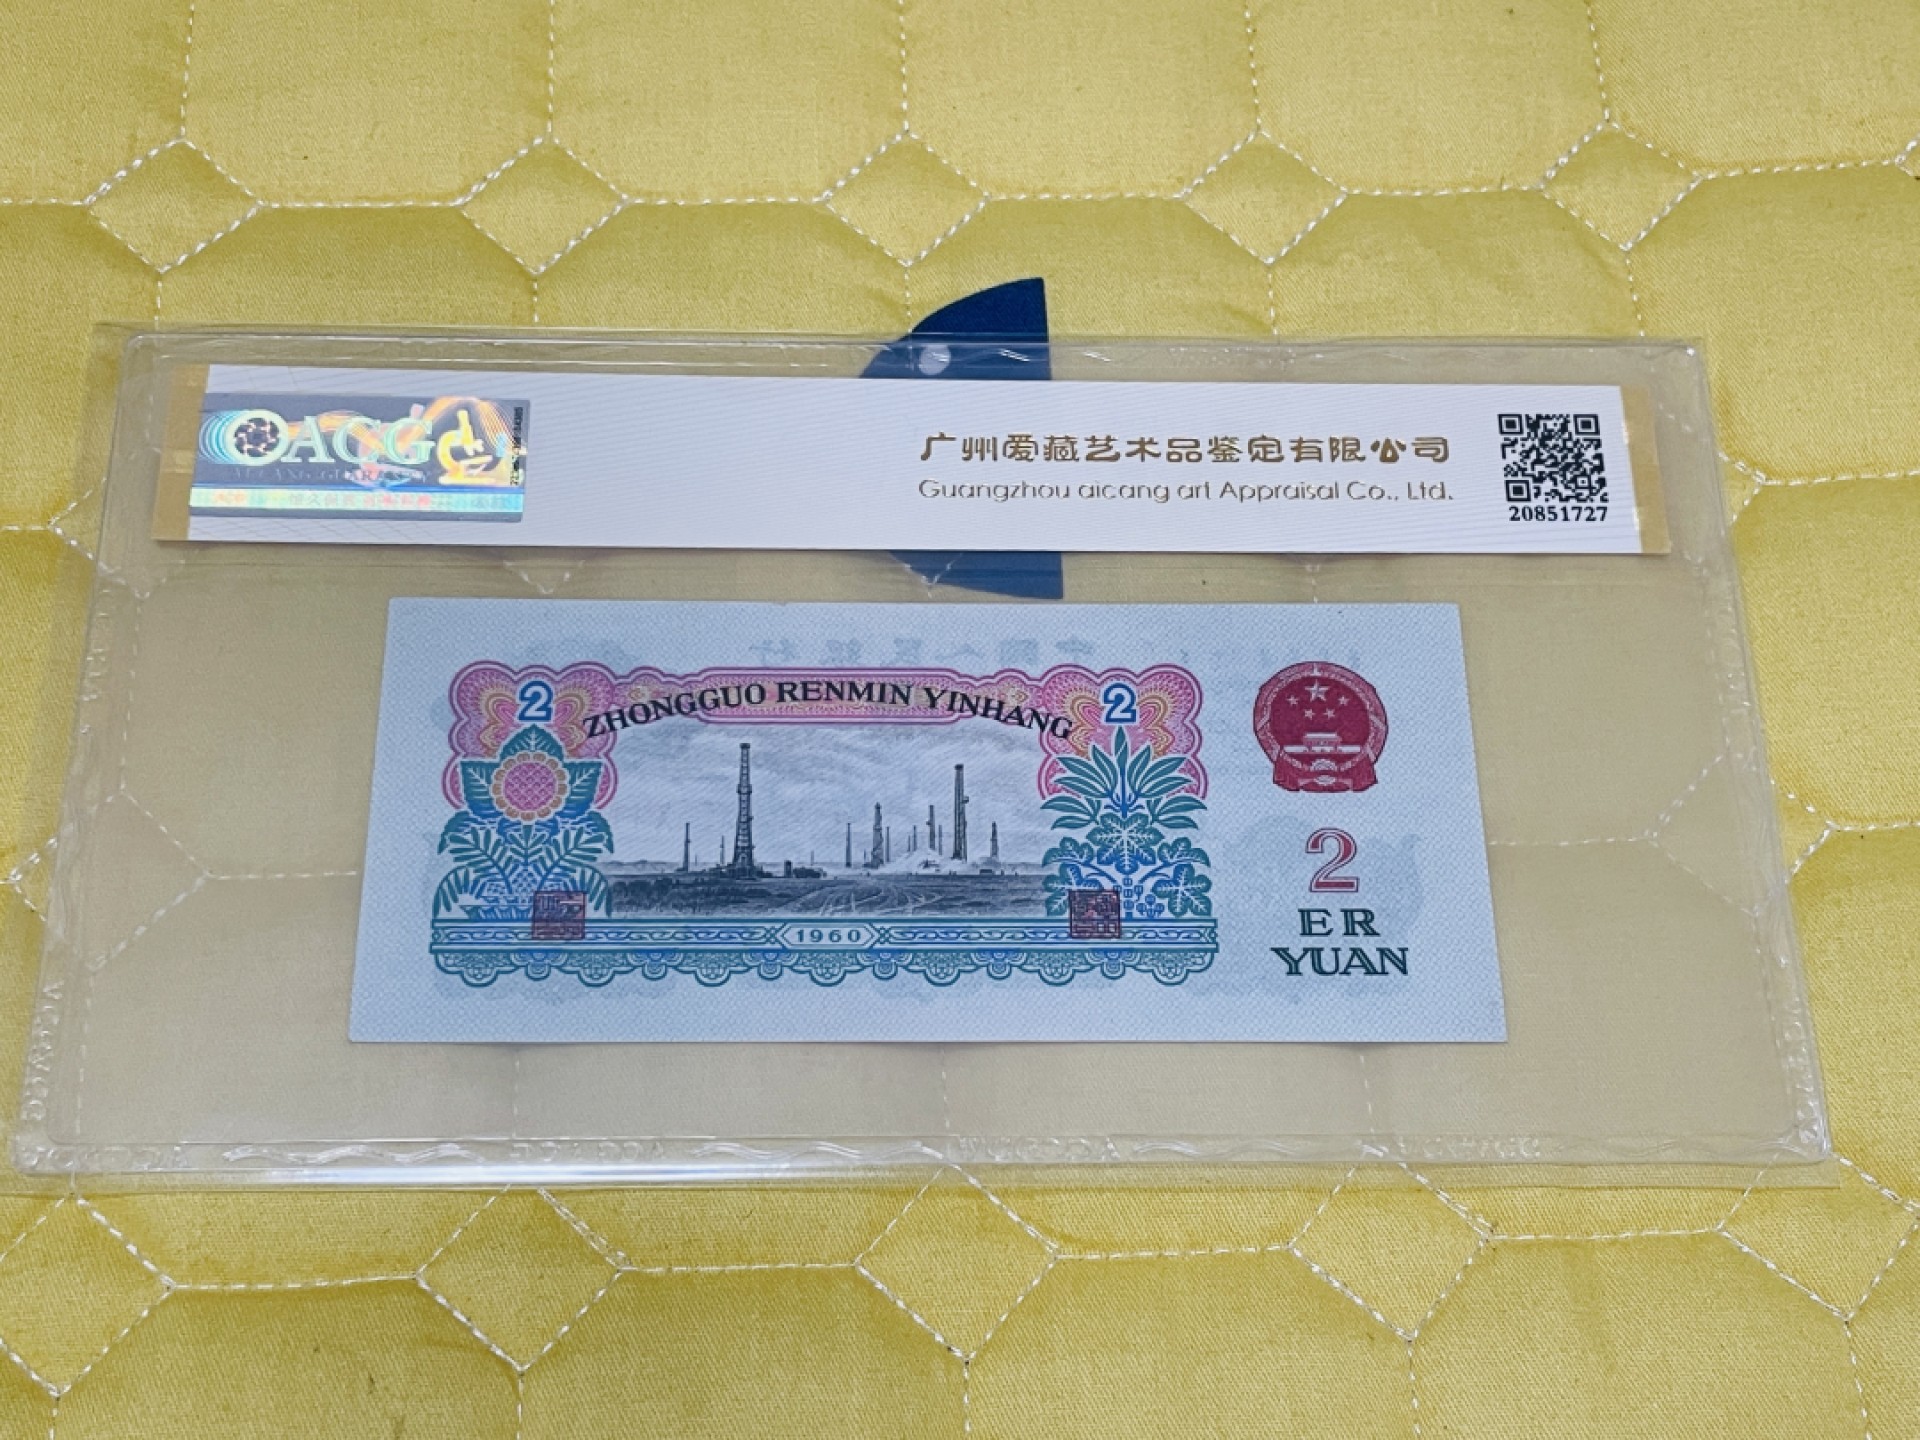 ACG
广州爱藏艺术品鉴定有限公司
Guangzhou aicang art Appraisal Co., Ltd.
20851727
2
ZHONGGUO RENMIN YINHANG
2
1960
2
ER
YUAN